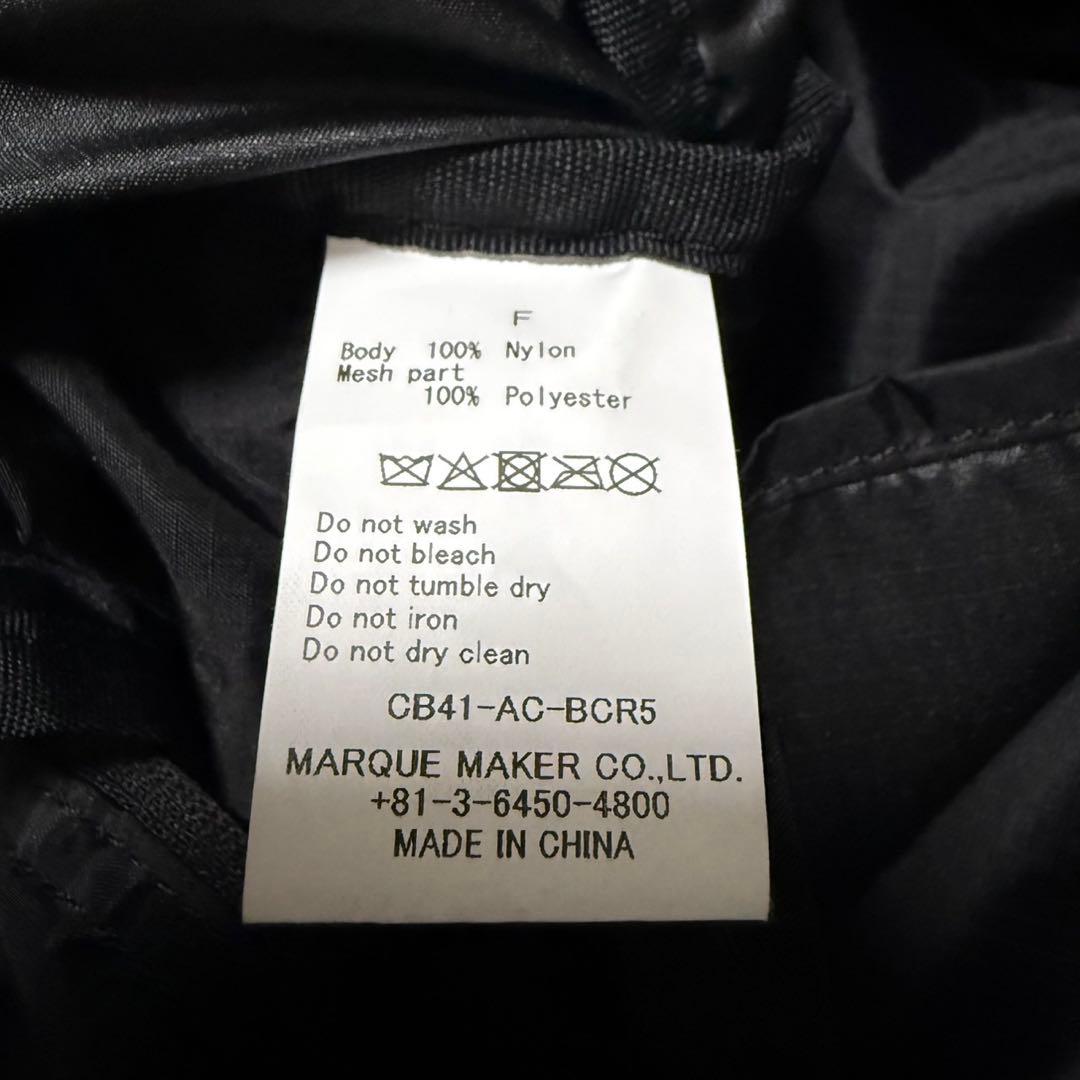 F
Body 100% Nylon
Mesh part
100% Polyester
Do not wash
Do not bleach
Do not tumble dry
Do not iron
Do not dry clean
CB41-AC-BCR5
MARQUE MAKER CO.,LTD.
+81-3-6450-4800
MADE IN CHINA